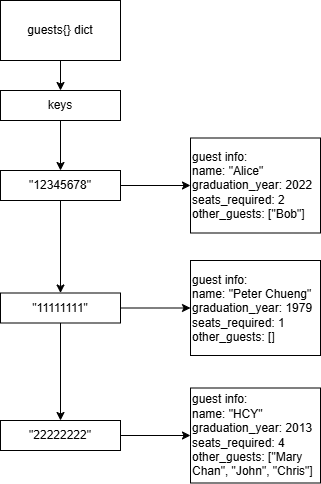 guests{} dict
keys
"12345678"
guest info:
name: "Alice"
graduation_year: 2022
seats_required: 2
other_guests: ["Bob"]
"11111111"
guest info:
name: "Peter Chueng"
graduation_year: 1979
seats_required: 1
other_guests: []
"22222222"
guest info:
name: "HCY"
graduation_year: 2013
seats_required: 4
other_guests: ["Mary
Chan", "John", "Chris"]